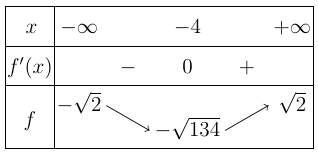 x −∞ −4 +∞
f′(x) − 0 +
f −√2 −√134 √2